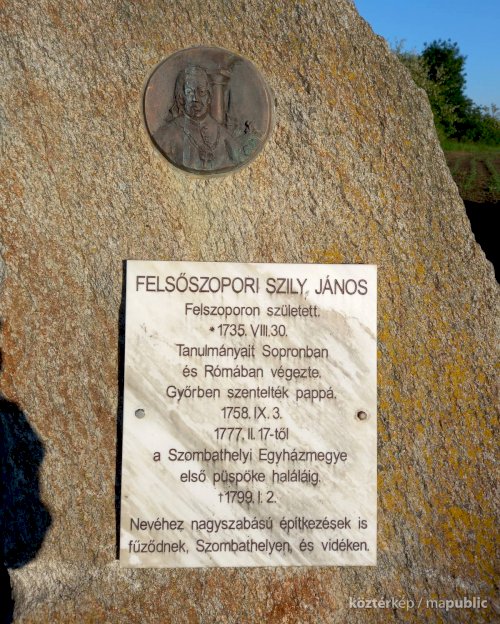 FELSŐSZOPORI SZILY, JÁNOS
Felszoporon született.
*1735. VIII.30.
Tanulmányait Sopronban
és Rómában végezte.
Győrben szentelték pappá.
1758. IX. 3.
1777. II. 17-től
a Szombathelyi Egyházmegye
első püspöke haláláig.
†1799. I. 2.
Nevéhez nagyszabású építkezések is
fűződnek, Szombathelyen, és vidéken.
köztérkép / mapublic